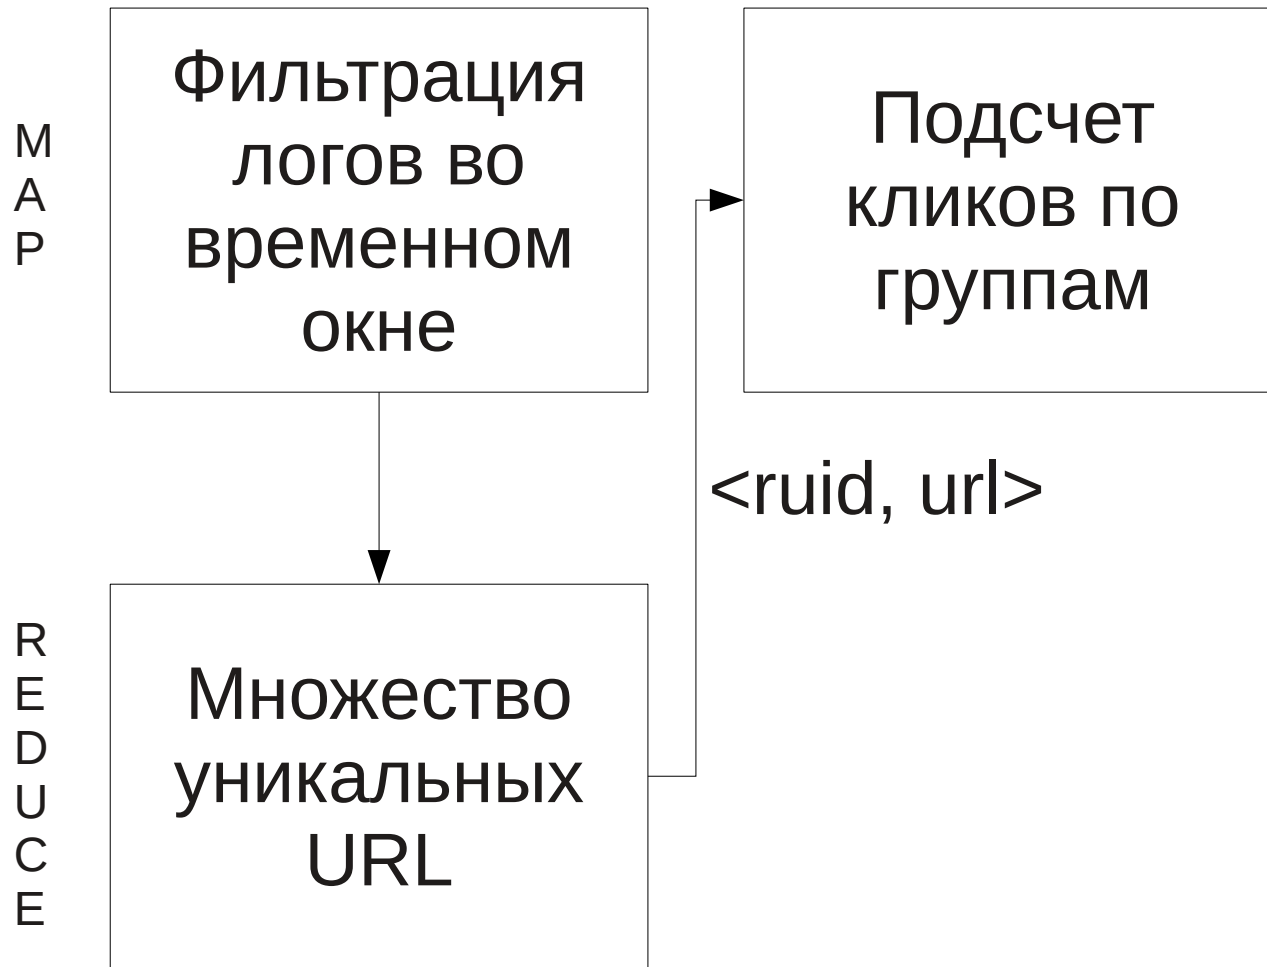 M
A
P
Фильтрация
логов во
временном
окне
Подсчет
кликов по
группам
<ruid, url>
R
E
D
U
C
E
Множество
уникальных
URL